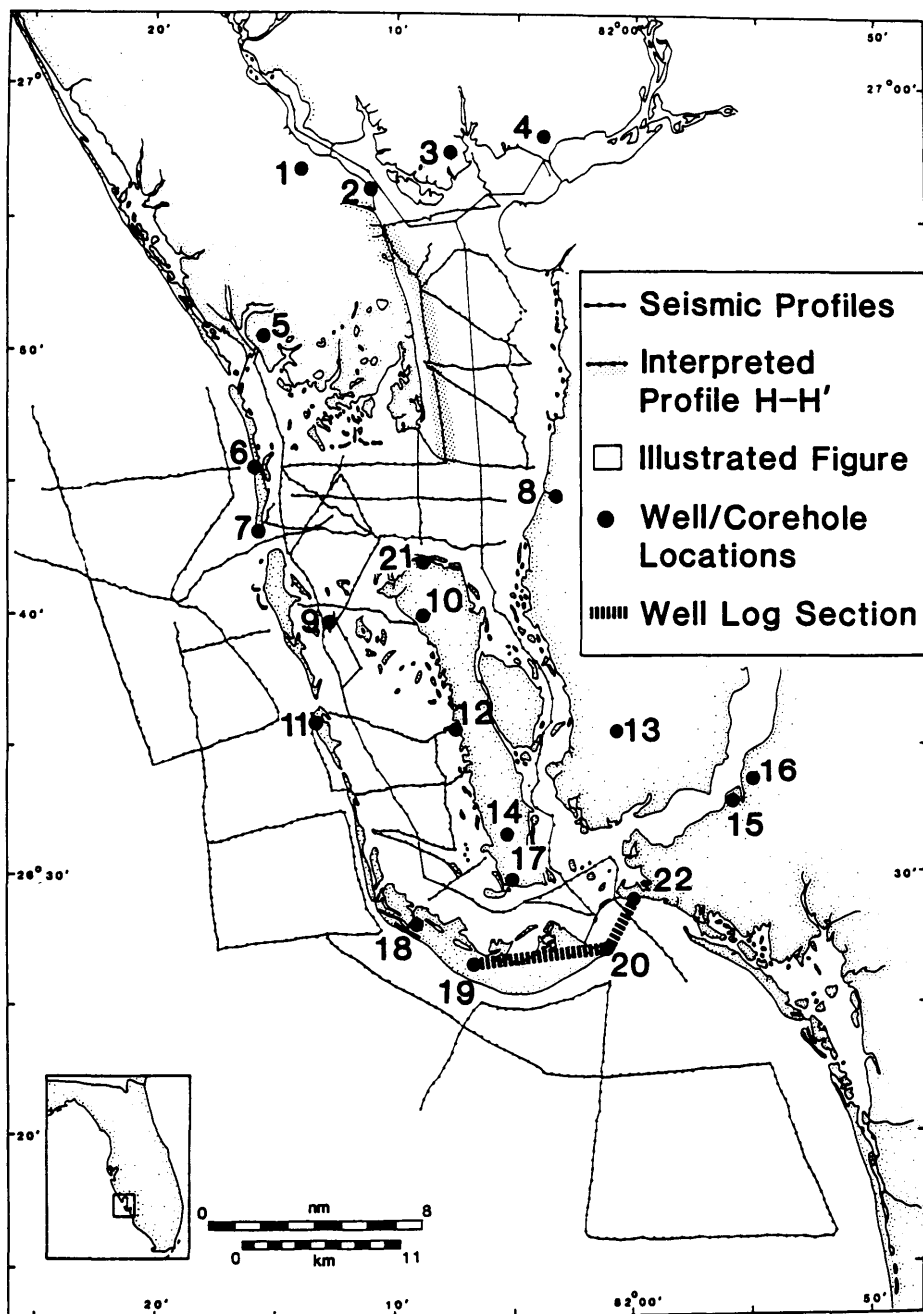 20' 10' 82° 00' 50'
27° 27° 00'
4
3
1
2
Seismic Profiles
Interpreted
Profile H-H'
Illustrated Figure
Well/Corehole
Locations
Well Log Section
5
50'
6
8
7
21
10
40' 40'
9
11
12
13
16
14
15
17
26° 30' 30'
22
18
20
19
20' 20'
0 nm 8
0 km 11
20' 10' 82° 00' 50'